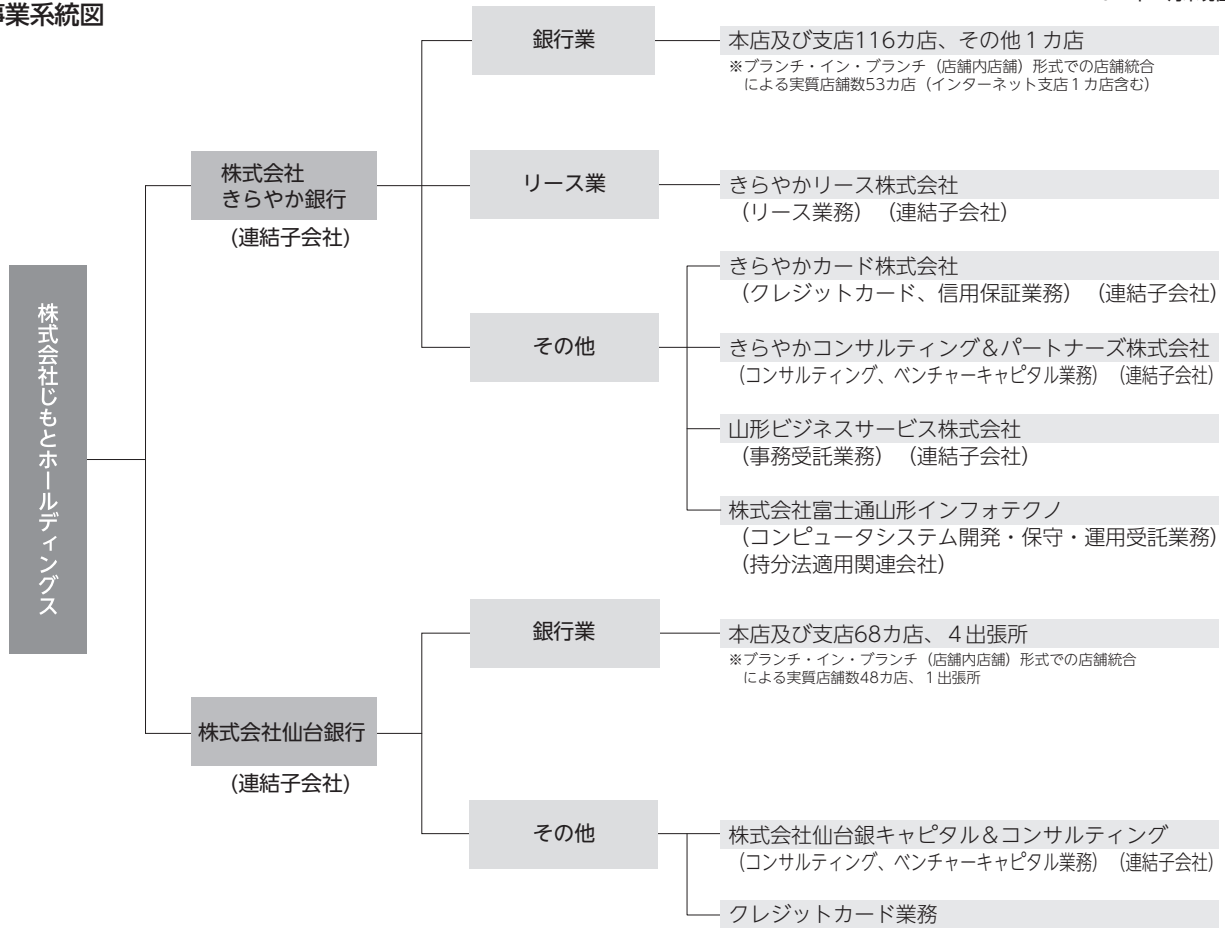 事業系統図
株式会社じもとホールディングス
株式会社
きらやか銀行
(連結子会社)
銀行業
本店及び支店116カ店、その他1カ店
※ブランチ・イン・ブランチ（店舗内店舗）形式での店舗統合
による実質店舗数53カ店（インターネット支店1カ店含む）
リース業
きらやかリース株式会社
（リース業務）（連結子会社）
その他
きらやかカード株式会社
（クレジットカード、信用保証業務）（連結子会社）
きらやかコンサルティング＆パートナーズ株式会社
（コンサルティング、ベンチャーキャピタル業務）（連結子会社）
山形ビジネスサービス株式会社
（事務受託業務）（連結子会社）
株式会社富士通山形インフォテクノ
（コンピュータシステム開発・保守・運用受託業務）
（持分法適用関連会社）
株式会社仙台銀行
(連結子会社)
銀行業
本店及び支店68カ店、4出張所
※ブランチ・イン・ブランチ（店舗内店舗）形式での店舗統合
による実質店舗数48カ店、1出張所
その他
株式会社仙台銀キャピタル＆コンサルティング
（コンサルティング、ベンチャーキャピタル業務）（連結子会社）
クレジットカード業務